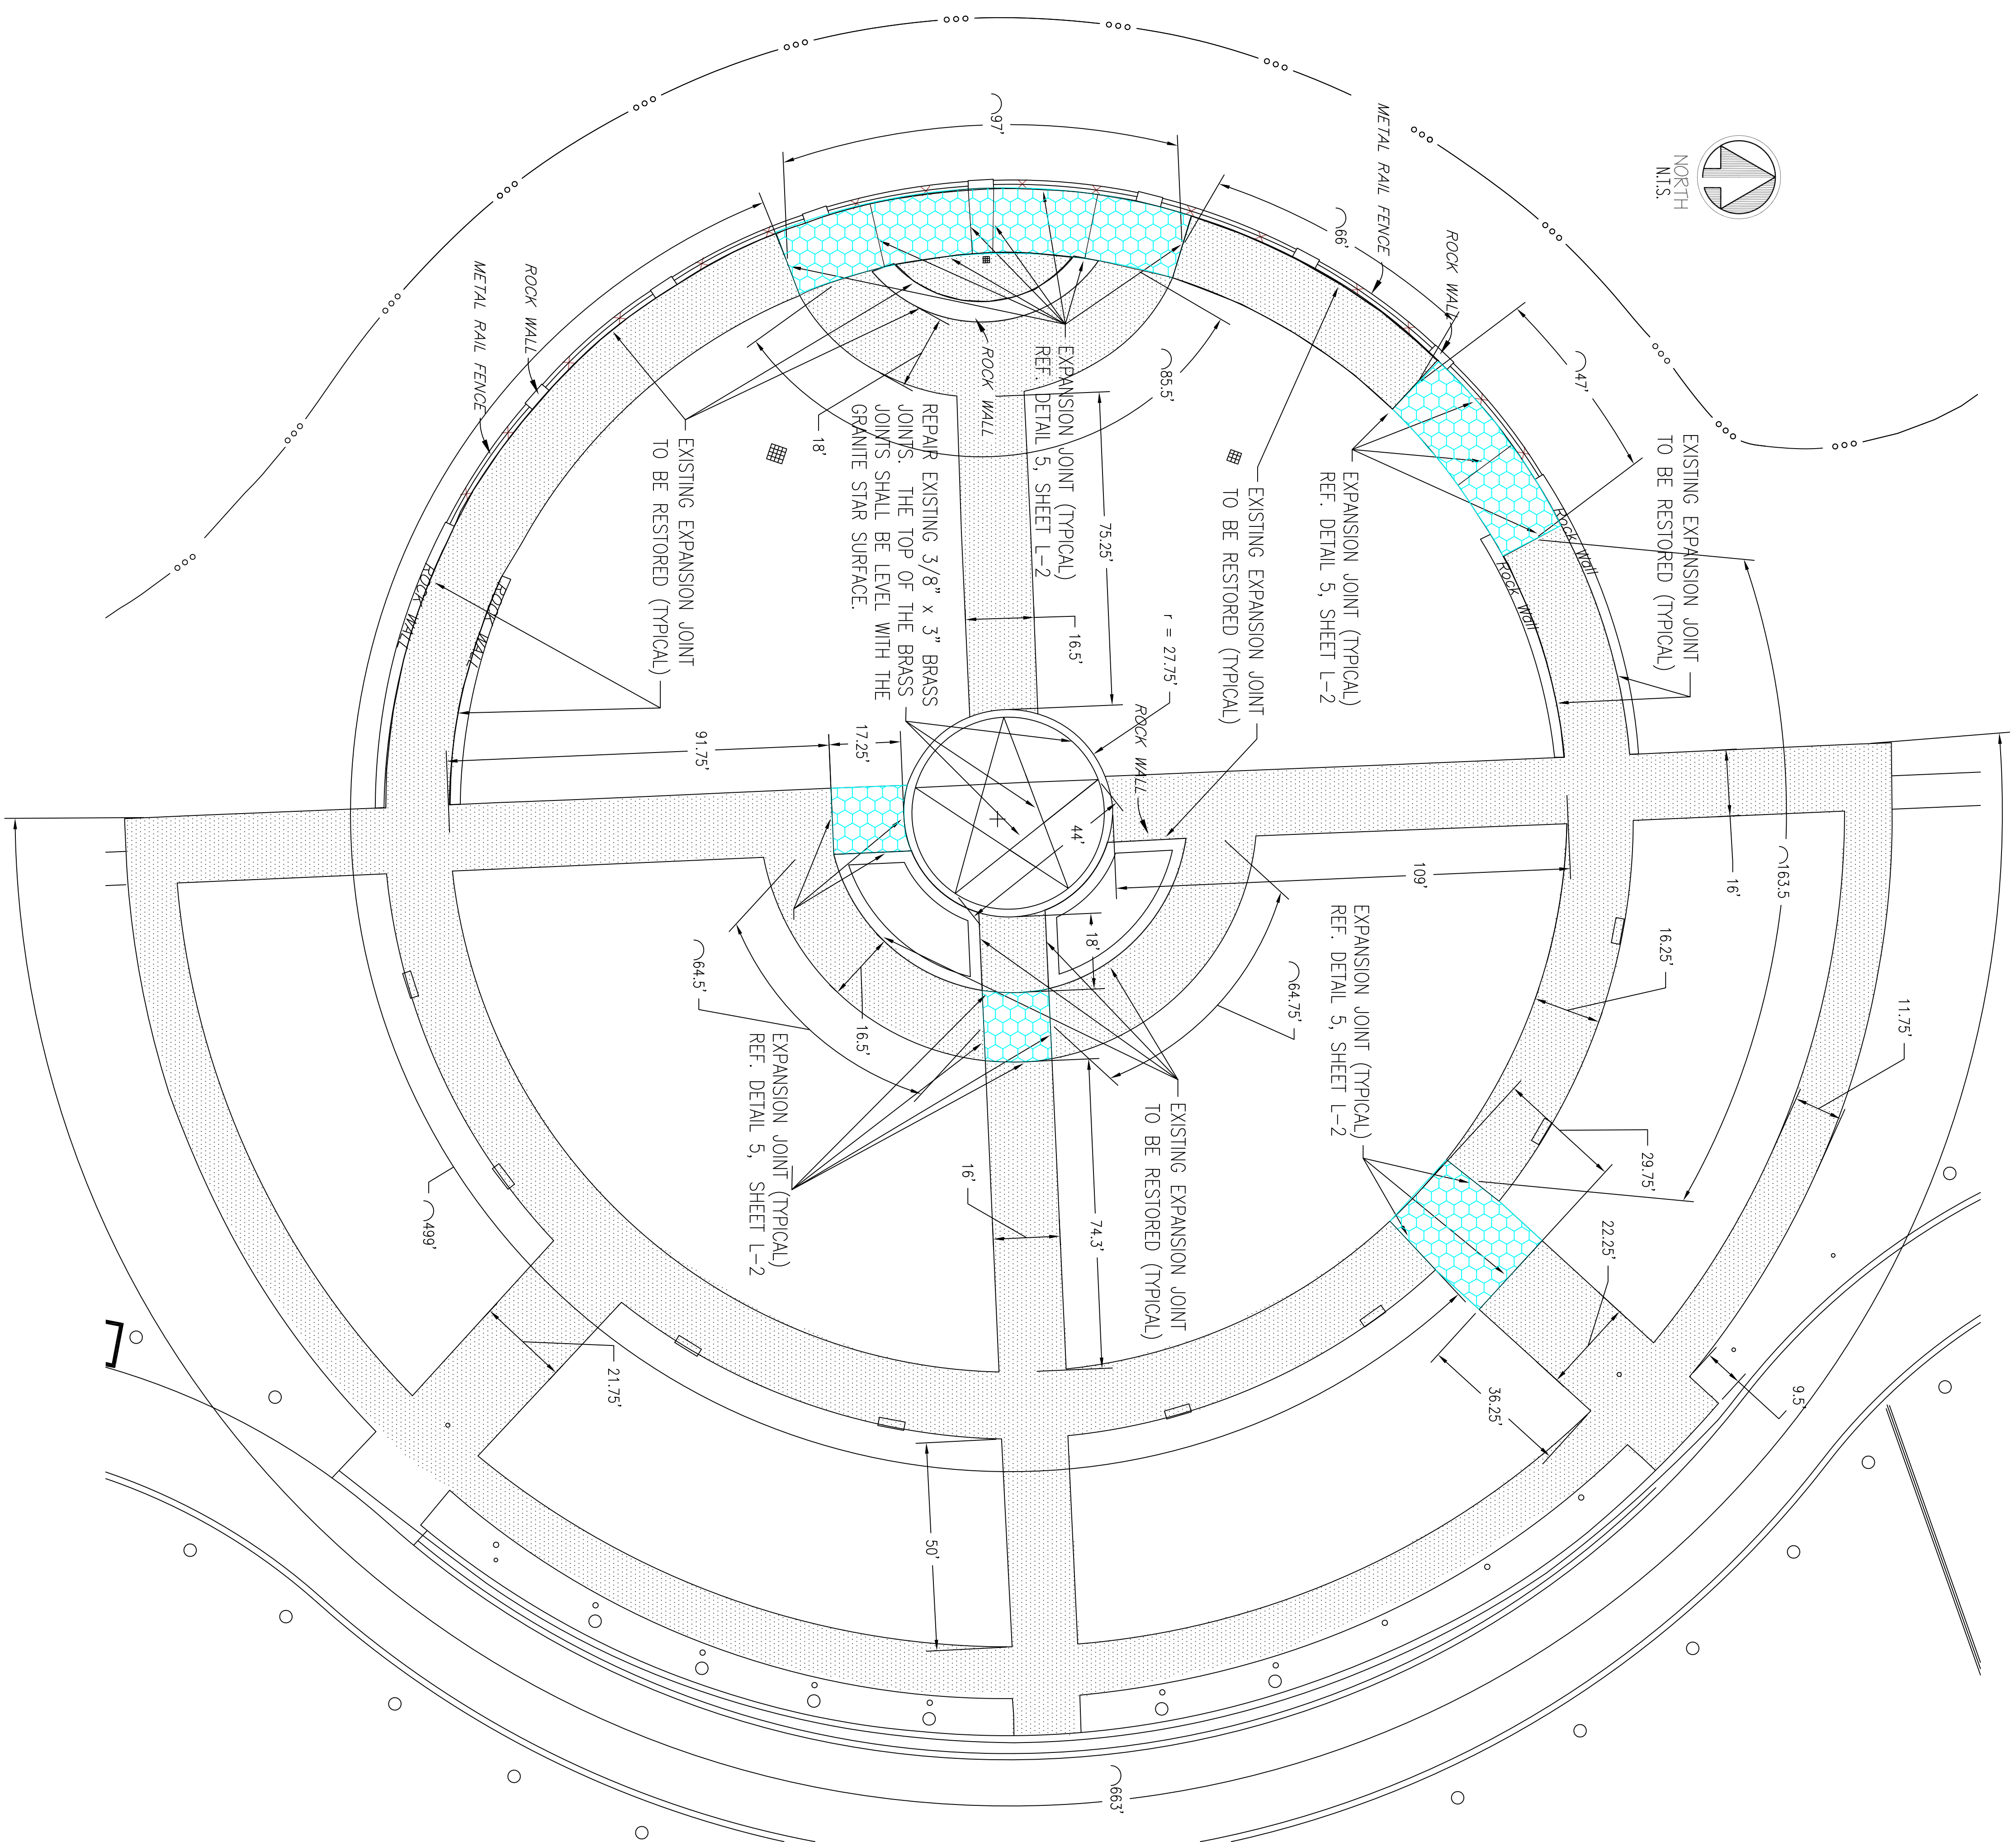 NORTH
N.T.S.
METAL RAIL FENCE
ROCK WALL
97'
66'
47'
EXISTING EXPANSION JOINT
TO BE RESTORED (TYPICAL)
Rock Wall
Rock Wall
EXPANSION JOINT (TYPICAL)
REF. DETAIL 5, SHEET L-2
EXISTING EXPANSION JOINT
TO BE RESTORED (TYPICAL)
85.5'
EXPANSION JOINT (TYPICAL)
REF. DETAIL 5, SHEET L-2
ROCK WALL
75.25'
16.5'
r = 27.75'
ROCK WALL
18'
REPAIR EXISTING 3/8" x 3" BRASS
JOINTS. THE TOP OF THE BRASS
JOINTS SHALL BE LEVEL WITH THE
GRANITE STAR SURFACE.
EXISTING EXPANSION JOINT
TO BE RESTORED (TYPICAL)
ROCK WALL
METAL RAIL FENCE
ROCK WALL
ROCK WALL
91.75'
17.25'
44'
109'
16'
163.5
16.25'
11.75'
18'
64.75'
EXPANSION JOINT (TYPICAL)
REF. DETAIL 5, SHEET L-2
64.5'
16.5'
EXPANSION JOINT (TYPICAL)
REF. DETAIL 5, SHEET L-2
EXISTING EXPANSION JOINT
TO BE RESTORED (TYPICAL)
16'
74.3'
29.75'
22.25'
36.25'
9.5'
499'
21.75'
50'
663'